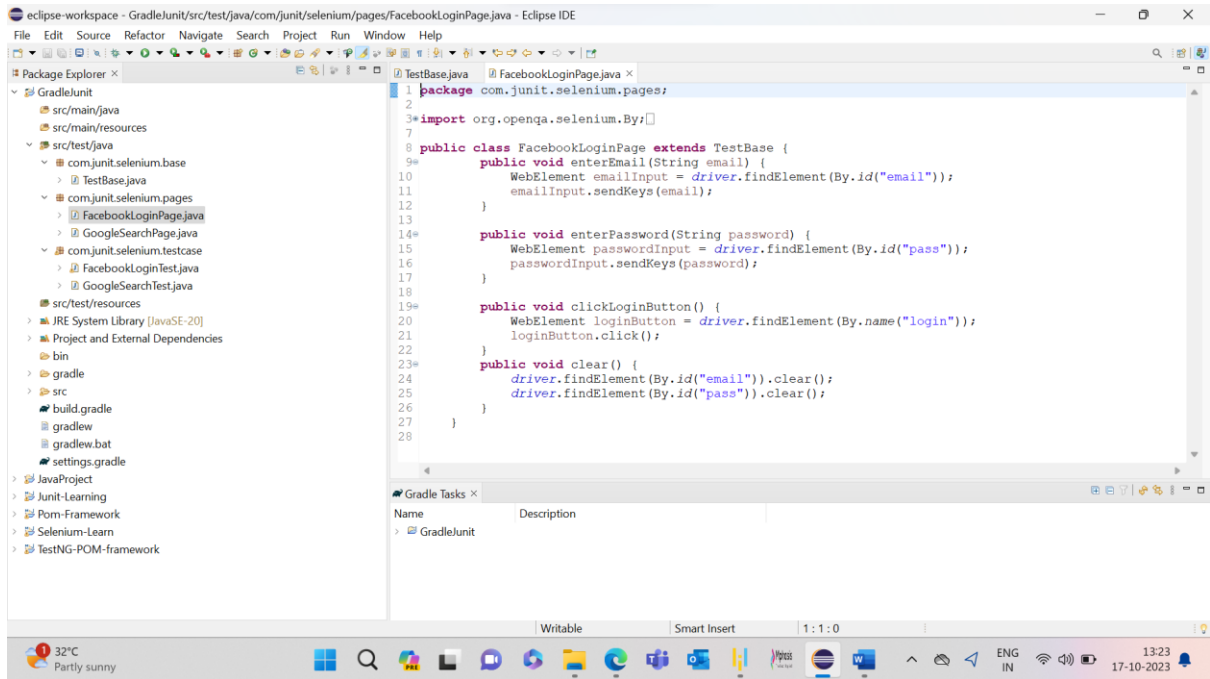 eclipse-workspace - GradleJunit/src/test/java/com/junit/selenium/pages/FacebookLoginPage.java - Eclipse IDE
File Edit Source Refactor Navigate Search Project Run Window Help
Package Explorer
GradleJunit
src/main/java
src/main/resources
src/test/java
com.junit.selenium.base
TestBase.java
com.junit.selenium.pages
FacebookLoginPage.java
GoogleSearchPage.java
com.junit.selenium.testcase
FacebookLoginTest.java
GoogleSearchTest.java
src/test/resources
JRE System Library [JavaSE-20]
Project and External Dependencies
bin
gradle
src
build.gradle
gradlew
gradlew.bat
settings.gradle
JavaProject
Junit-Learning
Pom-Framework
Selenium-Learn
TestNG-POM-framework
TestBase.java FacebookLoginPage.java
1 package com.junit.selenium.pages;
2
3 import org.openqa.selenium.By;
7
8 public class FacebookLoginPage extends TestBase {
9 public void enterEmail(String email) {
10 WebElement emailInput = driver.findElement(By.id("email"));
11 emailInput.sendKeys(email);
12 }
13
14 public void enterPassword(String password) {
15 WebElement passwordInput = driver.findElement(By.id("pass"));
16 passwordInput.sendKeys(password);
17 }
18
19 public void clickLoginButton() {
20 WebElement loginButton = driver.findElement(By.name("login"));
21 loginButton.click();
22 }
23 public void clear() {
24 driver.findElement(By.id("email")).clear();
25 driver.findElement(By.id("pass")).clear();
26 }
27 }
28
Gradle Tasks
Name Description
GradleJunit
Writable Smart Insert 1 : 1 : 0
1
32°C
Partly sunny
PRE
ENG
IN
13:23
17-10-2023